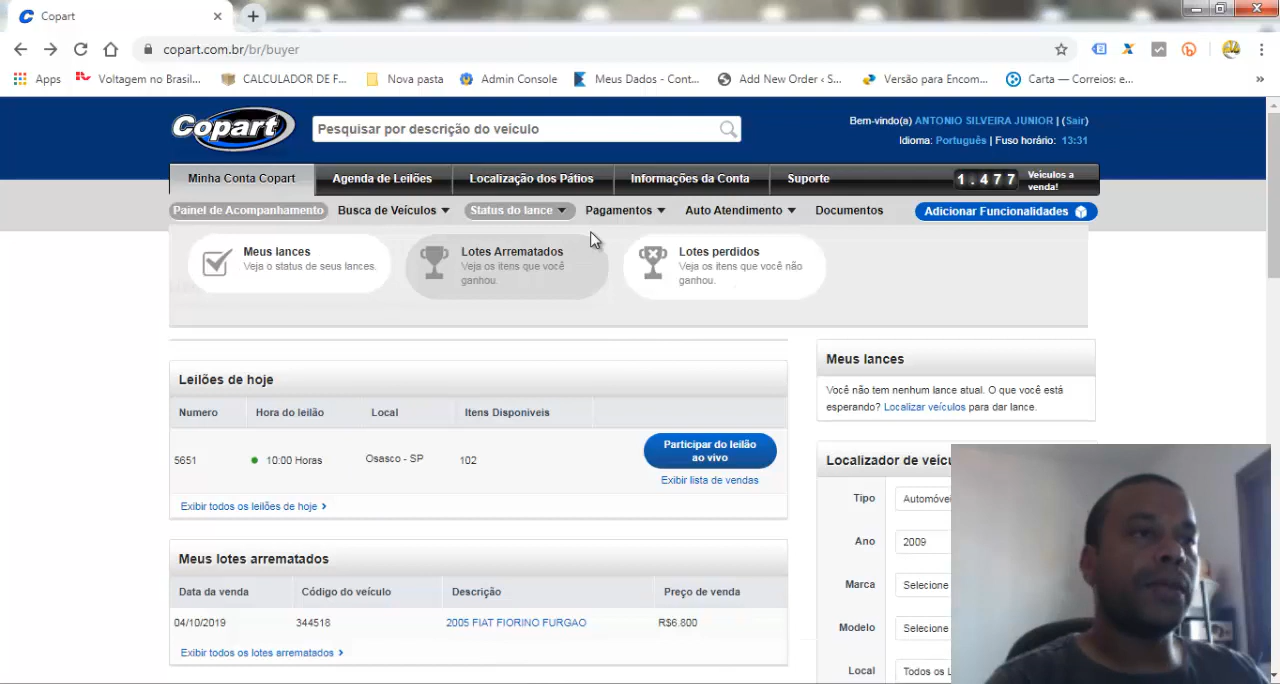 Copart
copart.com.br/br/buyer
Apps
Voltagem no Brasil...
CALCULADOR DE F...
Nova pasta
Admin Console
Meus Dados - Cont...
Add New Order ‹ S...
Versão para Encom...
Carta — Correios: e...
»
Copart
Pesquisar por descrição do veículo
Bem-vindo(a) ANTONIO SILVEIRA JUNIOR | (Sair)
Idioma: Português | Fuso horário: 13:31
Minha Conta Copart
Agenda de Leilões
Localização dos Pátios
Informações da Conta
Suporte
1.477
Veículos a
venda!
Painel de Acompanhamento
Busca de Veículos
Status do lance
Pagamentos
Auto Atendimento
Documentos
Adicionar Funcionalidades
Meus lances
Veja o status de seus lances.
Lotes Arrematados
Veja os itens que você
ganhou.
Lotes perdidos
Veja os itens que você não
ganhou.
Leilões de hoje
Numero
Hora do leilão
Local
Itens Disponiveis
5651
10:00 Horas
Osasco - SP
102
Participar do leilão
ao vivo
Exibir lista de vendas
Exibir todos os leilões de hoje
Meus lotes arrematados
Data da venda
Código do veículo
Descrição
Preço de venda
04/10/2019
344518
2005 FIAT FIORINO FURGAO
R$6.800
Exibir todos os lotes arrematados
Meus lances
Você não tem nenhum lance atual. O que você está
esperando? Localizar veículos para dar lance.
Localizador de veicu
Tipo
Automóvei
Ano
2009
Marca
Selecione
Modelo
Selecione
Local
Todos os L